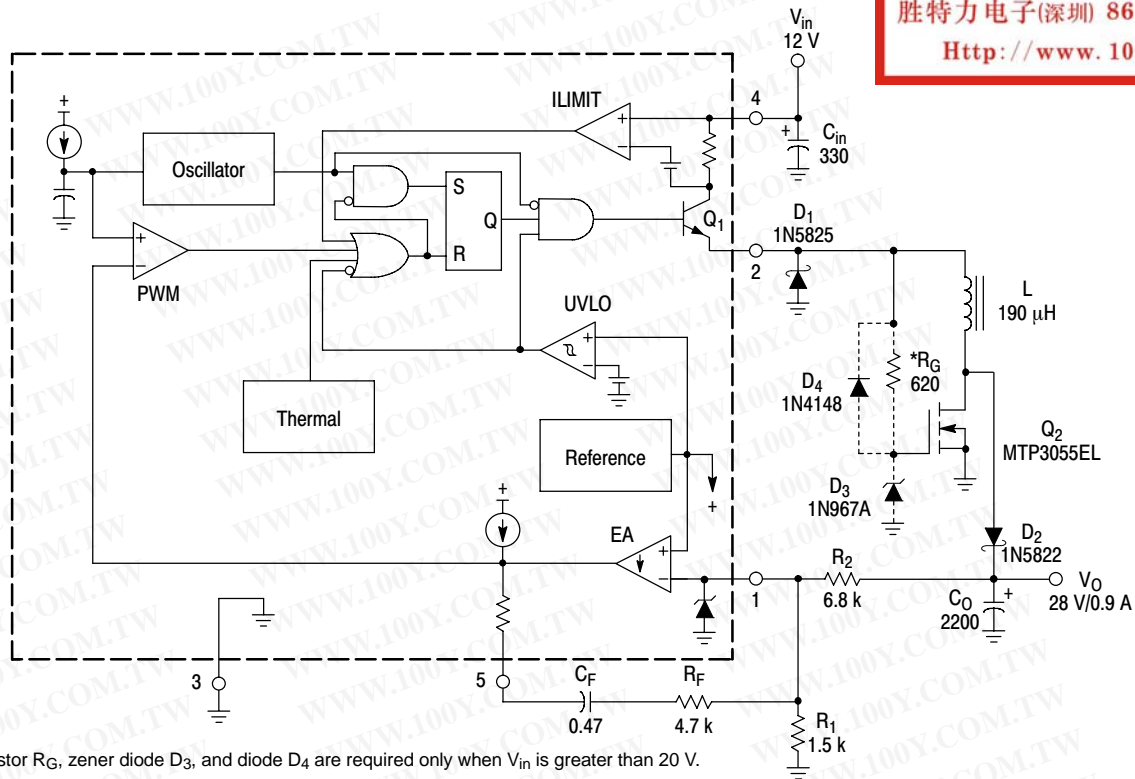 胜特力电子(深圳) 86
Http://www. 10
Vin
12 V
4
ILIMIT
+
−
+
Cin
330
+
Oscillator
S
Q
R
Q1
D1
1N5825
2
+
−
PWM
L
190 μH
UVLO
+
−
*RG
620
D4
1N4148
Thermal
Q2
MTP3055EL
Reference
+
D3
1N967A
+
EA
+
−
D2
1N5822
R2
6.8 k
1
VO
28 V/0.9 A
CO
2200
+
3
5
CF
0.47
RF
4.7 k
R1
1.5 k
stor RG, zener diode D3, and diode D4 are required only when Vin is greater than 20 V.
WWW.100Y.COM.TW